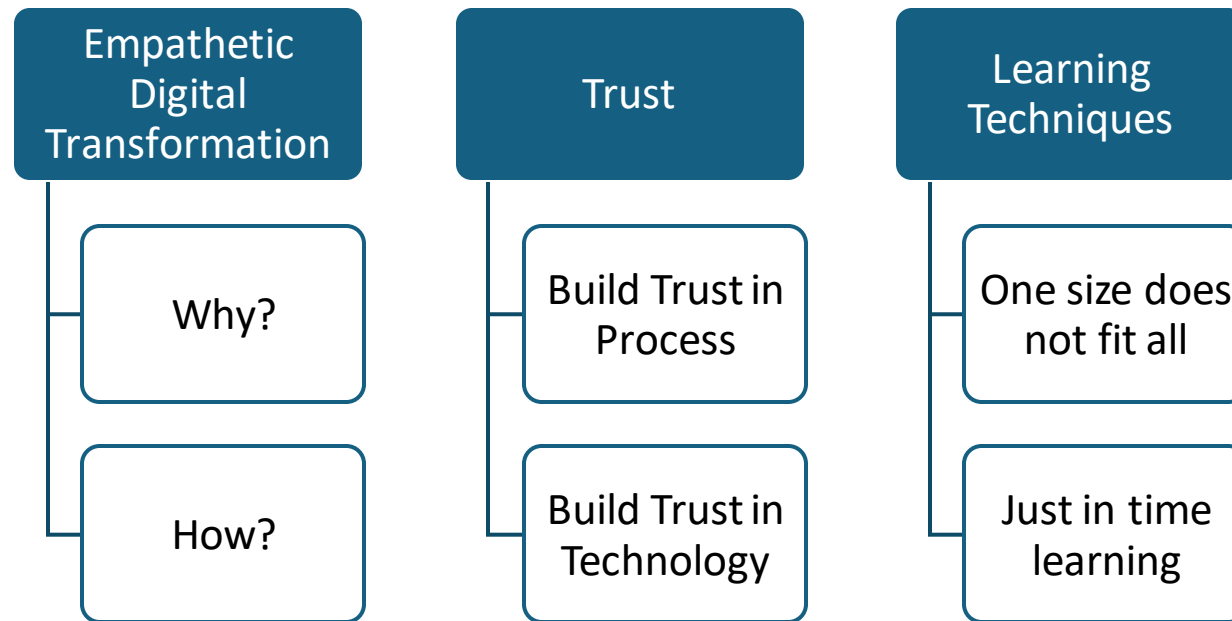 Empathetic
Digital
Transformation
Why?
How?
Trust
Build Trust in
Process
Build Trust in
Technology
Learning
Techniques
One size does
not fit all
Just in time
learning